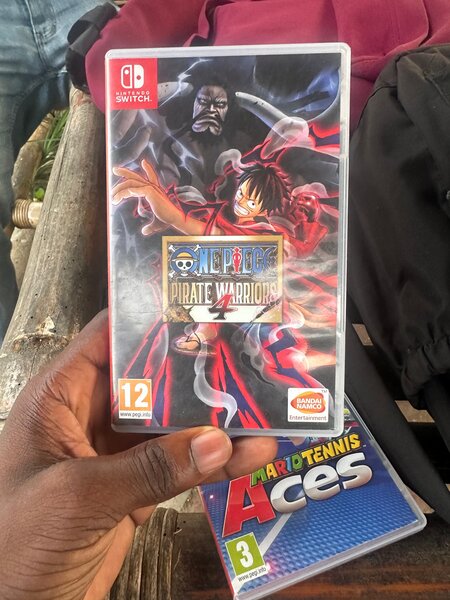 NINTENDO
SWITCH
ONE PIECE
PIRATE WARRIORS
4
12
www.pegi.info
BANDAI
NAMCO
Entertainment
MARIO TENNIS
Aces
3
www.pegi.info